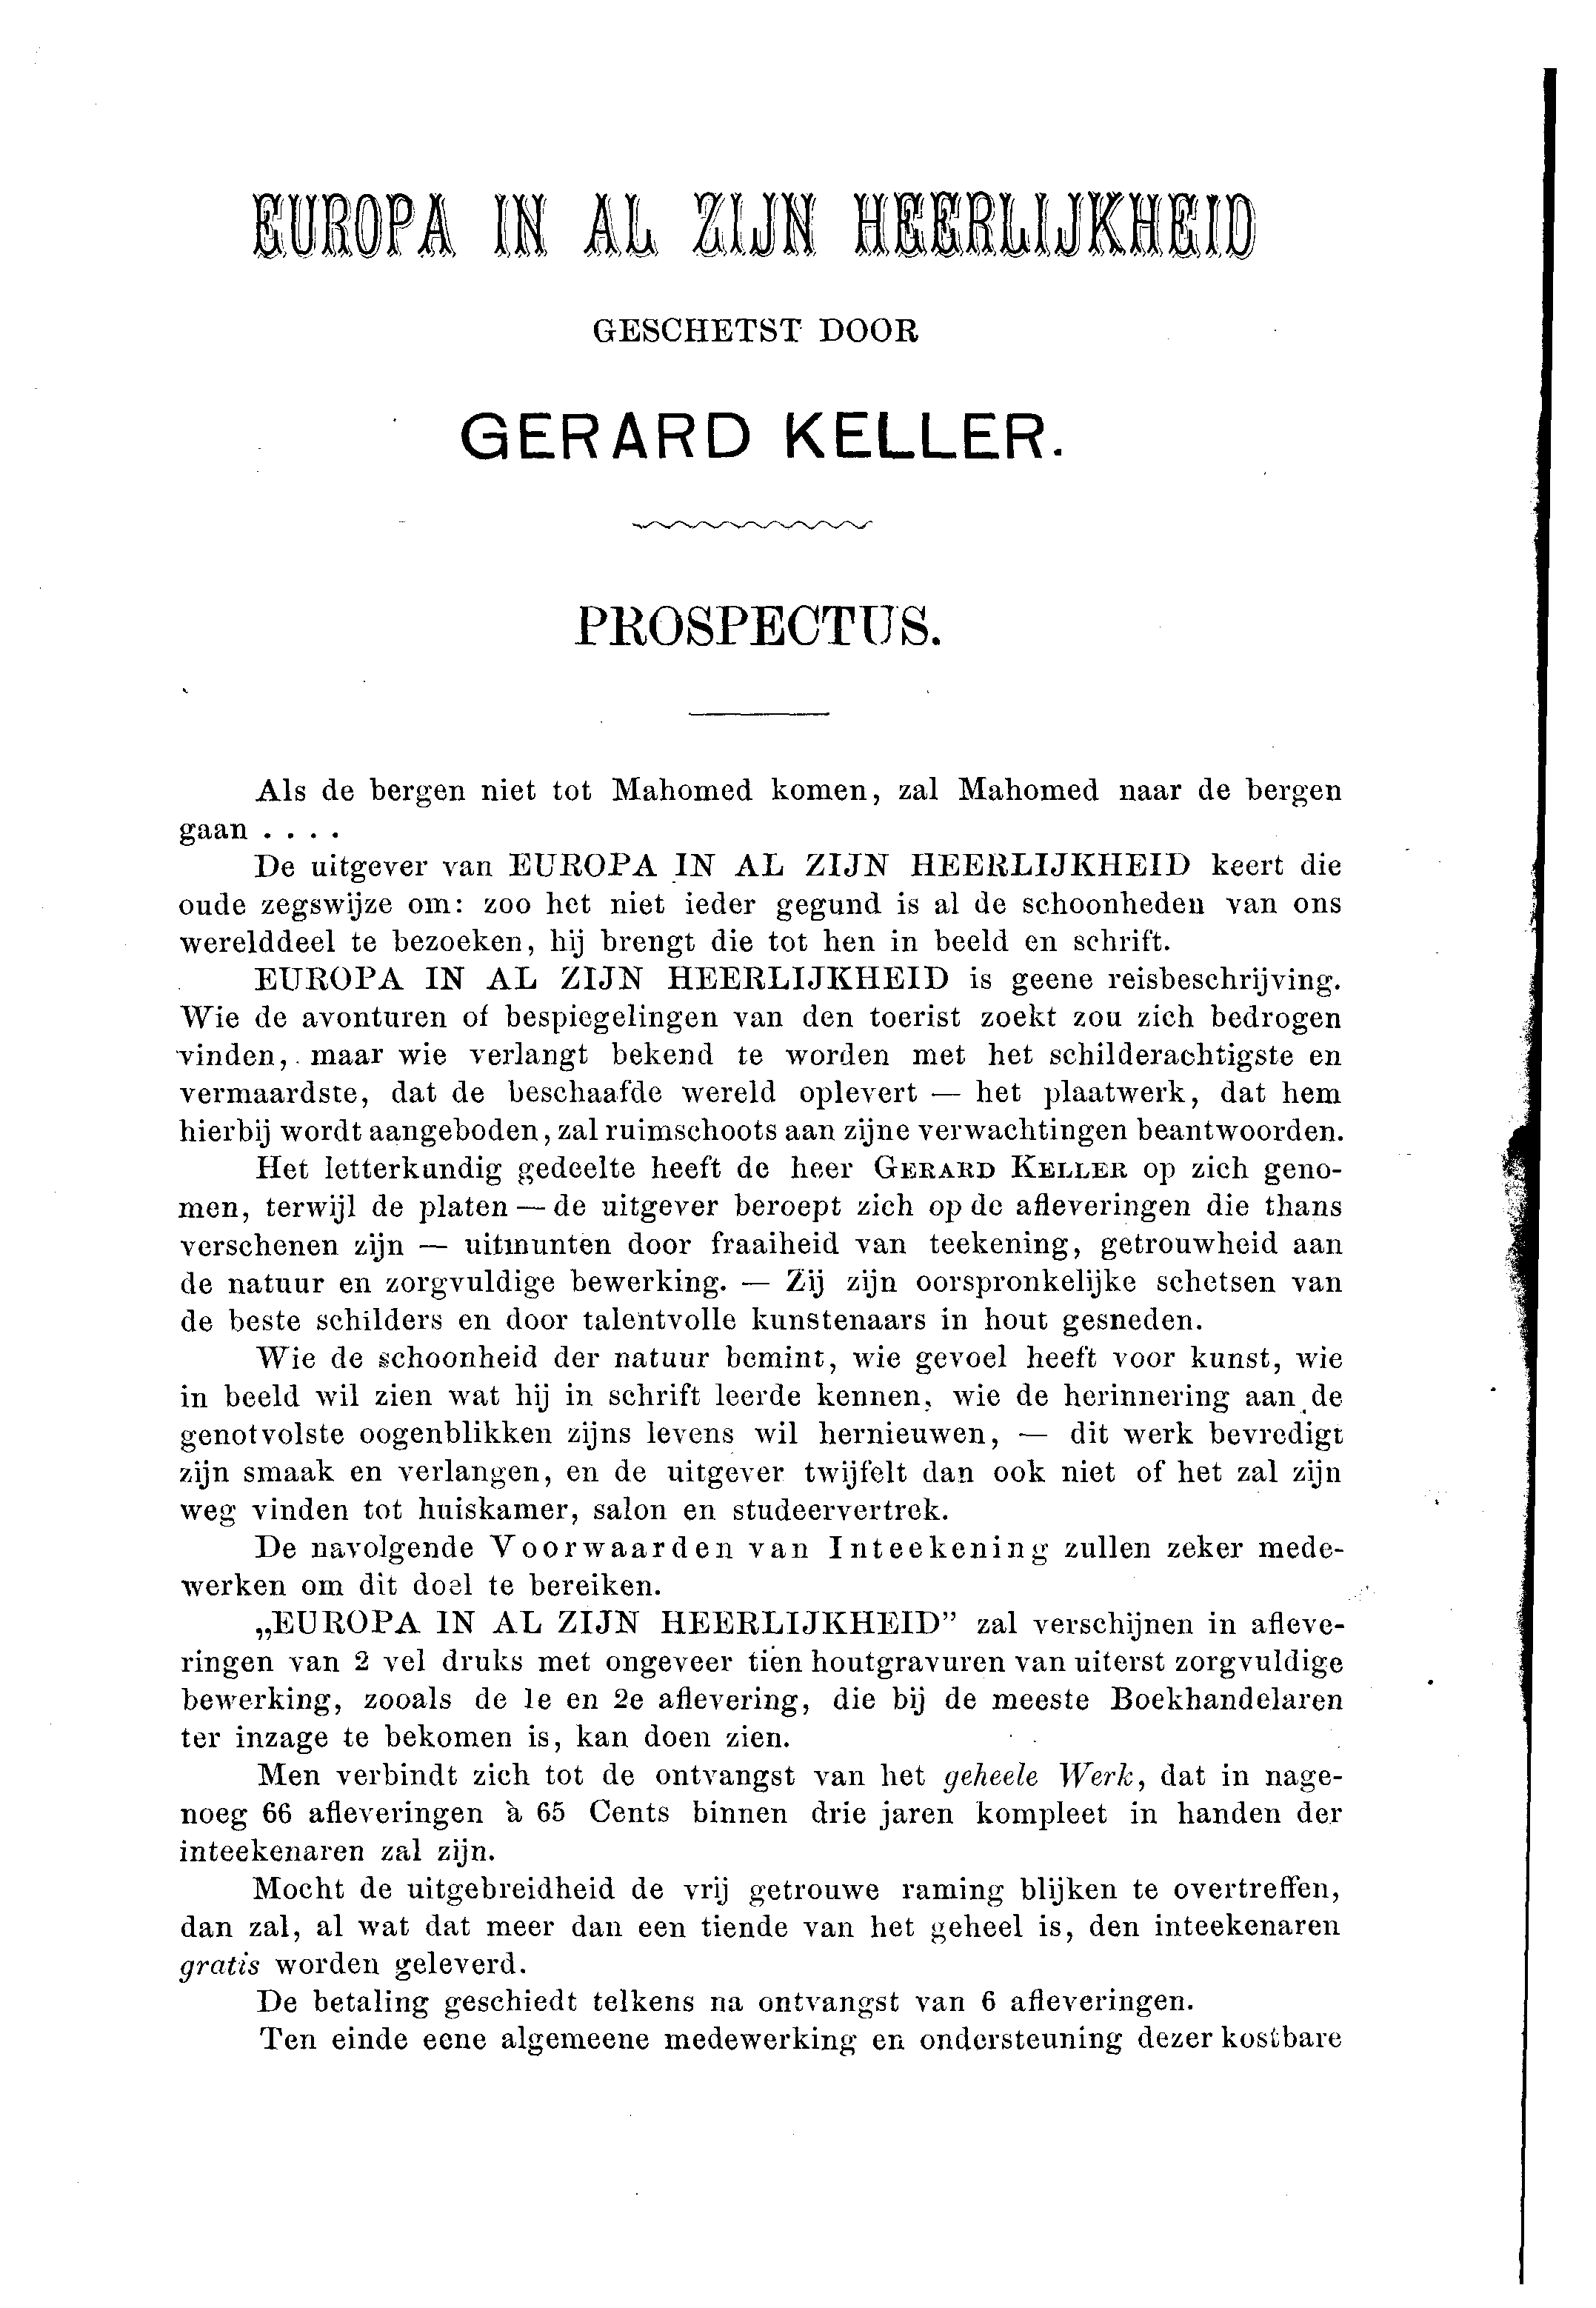 EUROPA IN AL ZIJN HEERLIJKHEID
GESCHETST DOOR
GERARD KELLER.
PROSPECTUS.
Als de bergen niet tot Mahomed komen, zal Mahomed naar de bergen
gaan . . . .
De uitgever van EUROPA IN AL ZIJN HEERLIJKHEID keert die
oude zegswijze om: zoo het niet ieder gegund is al de schoonheden van ons
werelddeel te bezoeken, hij brengt die tot hen in beeld en schrift.
EUROPA IN AL ZIJN HEERLIJKHEID is geene reisbeschrijving.
Wie de avonturen of bespiegelingen van den toerist zoekt zou zich bedrogen
vinden, maar wie verlangt bekend te worden met het schilderachtigste en
vermaardste, dat de beschaafde wereld oplevert — het plaatwerk, dat hem
hierbij wordt aangeboden, zal ruimschoots aan zijne verwachtingen beantwoorden.
Het letterkundig gedeelte heeft de heer GERARD KELLER op zich geno-
men, terwijl de platen — de uitgever beroept zich op de afleveringen die thans
verschenen zijn — uitmunten door fraaiheid van teekening, getrouwheid aan
de natuur en zorgvuldige bewerking. — Zij zijn oorspronkelijke schetsen van
de beste schilders en door talentvolle kunstenaars in hout gesneden.
Wie de schoonheid der natuur bemint, wie gevoel heeft voor kunst, wie
in beeld wil zien wat hij in schrift leerde kennen, wie de herinnering aan de
genotvolste oogenblikken zijns levens wil hernieuwen, — dit werk bevredigt
zijn smaak en verlangen, en de uitgever twijfelt dan ook niet of het zal zijn
weg vinden tot huiskamer, salon en studeervertrek.
De navolgende Voorwaarden van Inteekening zullen zeker mede-
werken om dit doel te bereiken.
„EUROPA IN AL ZIJN HEERLIJKHEID” zal verschijnen in afleve-
ringen van 2 vel druks met ongeveer tien houtgravuren van uiterst zorgvuldige
bewerking, zooals de 1e en 2e aflevering, die bij de meeste Boekhandelaren
ter inzage te bekomen is, kan doen zien.
Men verbindt zich tot de ontvangst van het geheele Werk, dat in nage-
noeg 66 afleveringen à 65 Cents binnen drie jaren kompleet in handen der
inteekenaren zal zijn.
Mocht de uitgebreidheid de vrij getrouwe raming blijken te overtreffen,
dan zal, al wat dat meer dan een tiende van het geheel is, den inteekenaren
gratis worden geleverd.
De betaling geschiedt telkens na ontvangst van 6 afleveringen.
Ten einde eene algemeene medewerking en ondersteuning dezer kostbare